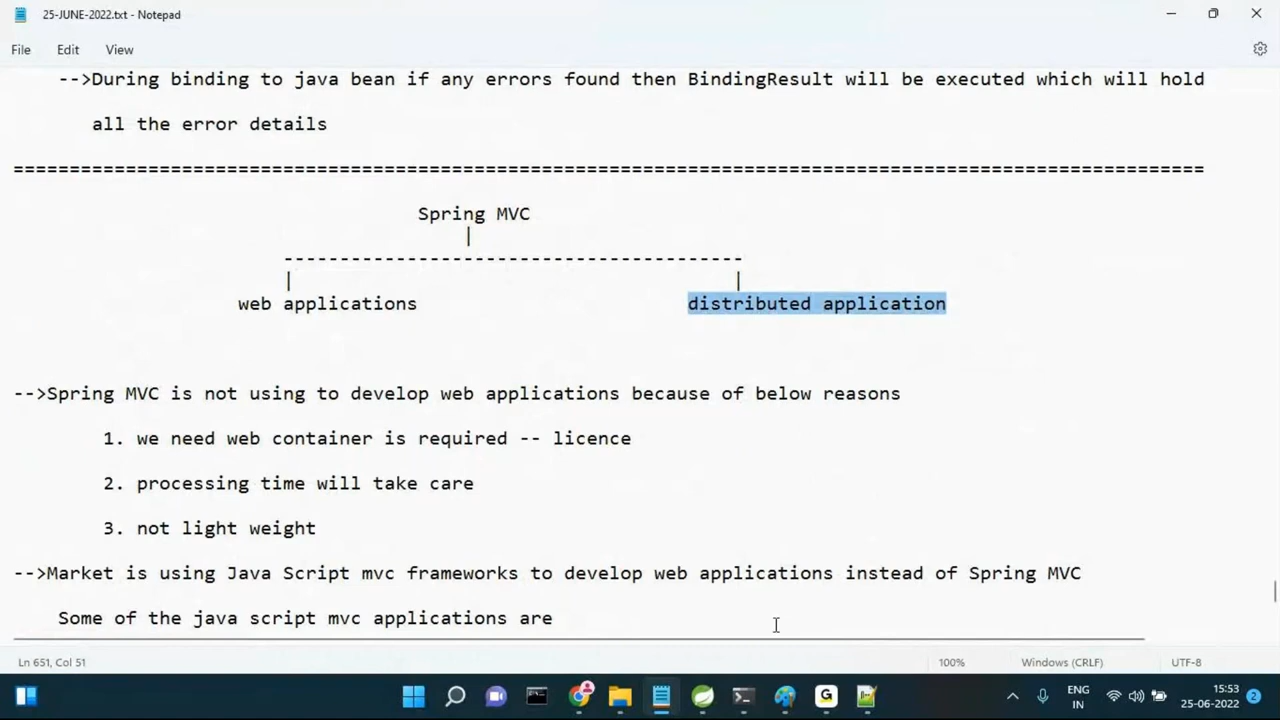 25-JUNE-2022.txt - Notepad
File Edit View
-->During binding to java bean if any errors found then BindingResult will be executed which will hold
all the error details
==========================================================================================================
Spring MVC
|
-----------------------------------------
| |
web applications distributed application
-->Spring MVC is not using to develop web applications because of below reasons
1. we need web container is required -- licence
2. processing time will take care
3. not light weight
-->Market is using Java Script mvc frameworks to develop web applications instead of Spring MVC
Some of the java script mvc applications are
Ln 651, Col 51 100% Windows (CRLF) UTF-8
ENG
IN
15:53
25-06-2022
2